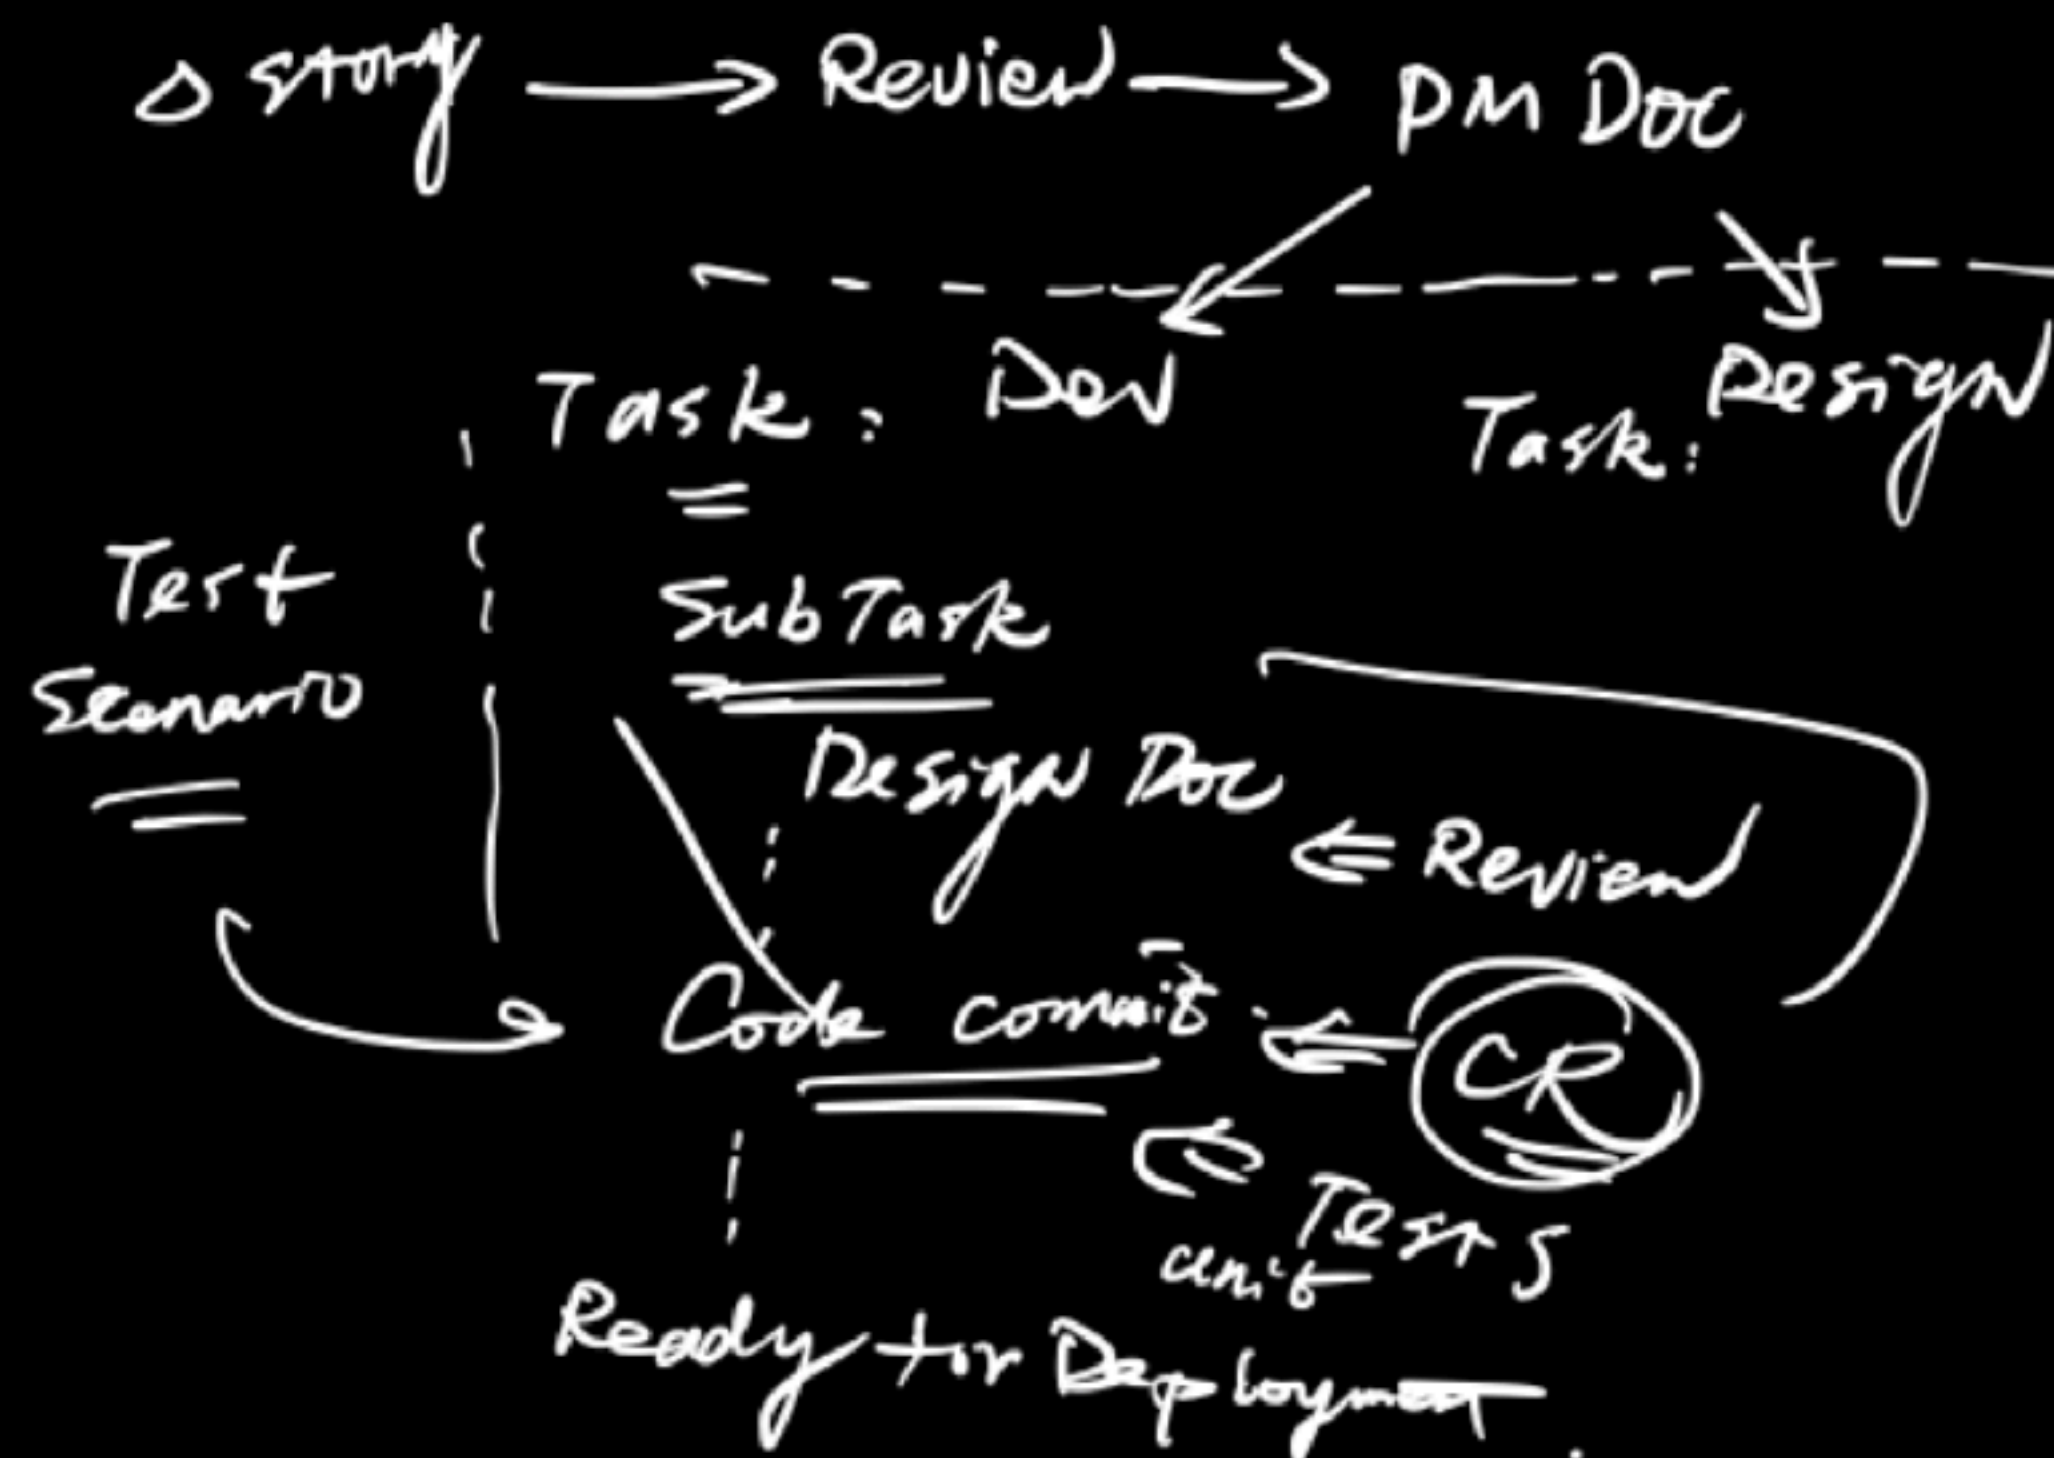 story → Review → PM Doc
Task: Dev
Task: Design
Test
Scenario
SubTask
Design Doc
⇐ Review
Code commit ⇐ CR
⇐ Tests
unit
Ready for Deployment